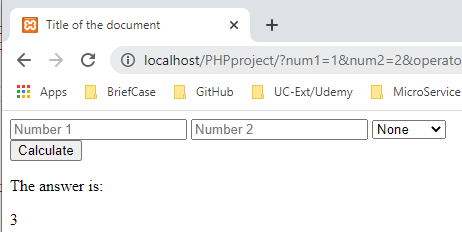 Title of the document
localhost/PHPproject/?num1=1&num2=2&operato
Apps BriefCase GitHub UC-Ext/Udemy MicroService
Number 1 Number 2 None
Calculate
The answer is:
3